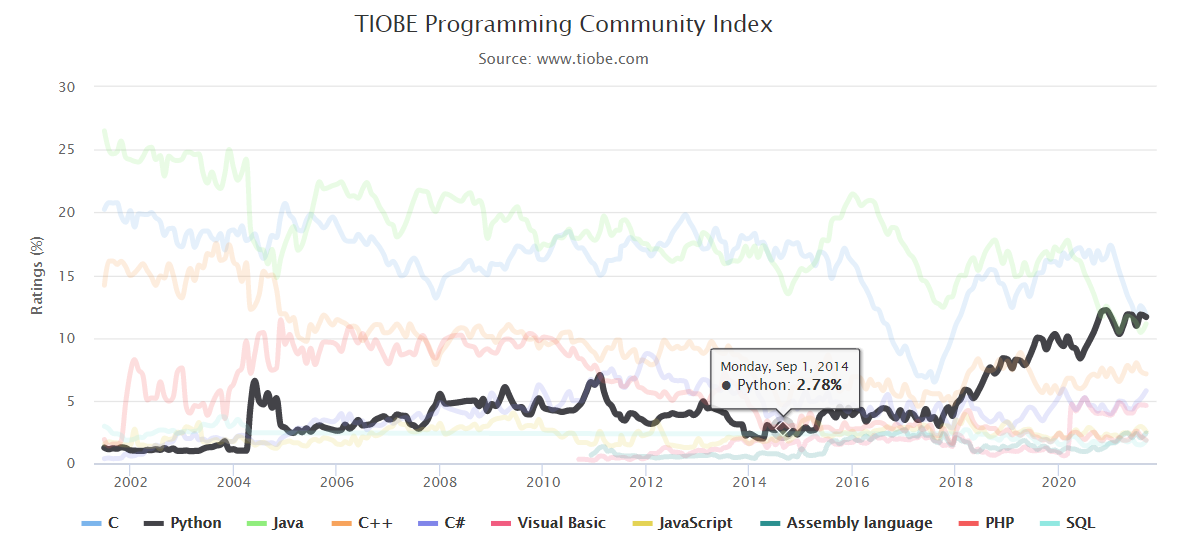 TIOBE Programming Community Index
Source: www.tiobe.com
Ratings (%)
30
25
20
15
10
5
0
Monday, Sep 1, 2014
● Python: 2.78%
2002 2004 2006 2008 2010 2012 2014 2016 2018 2020
C Python Java C++ C# Visual Basic JavaScript Assembly language PHP SQL